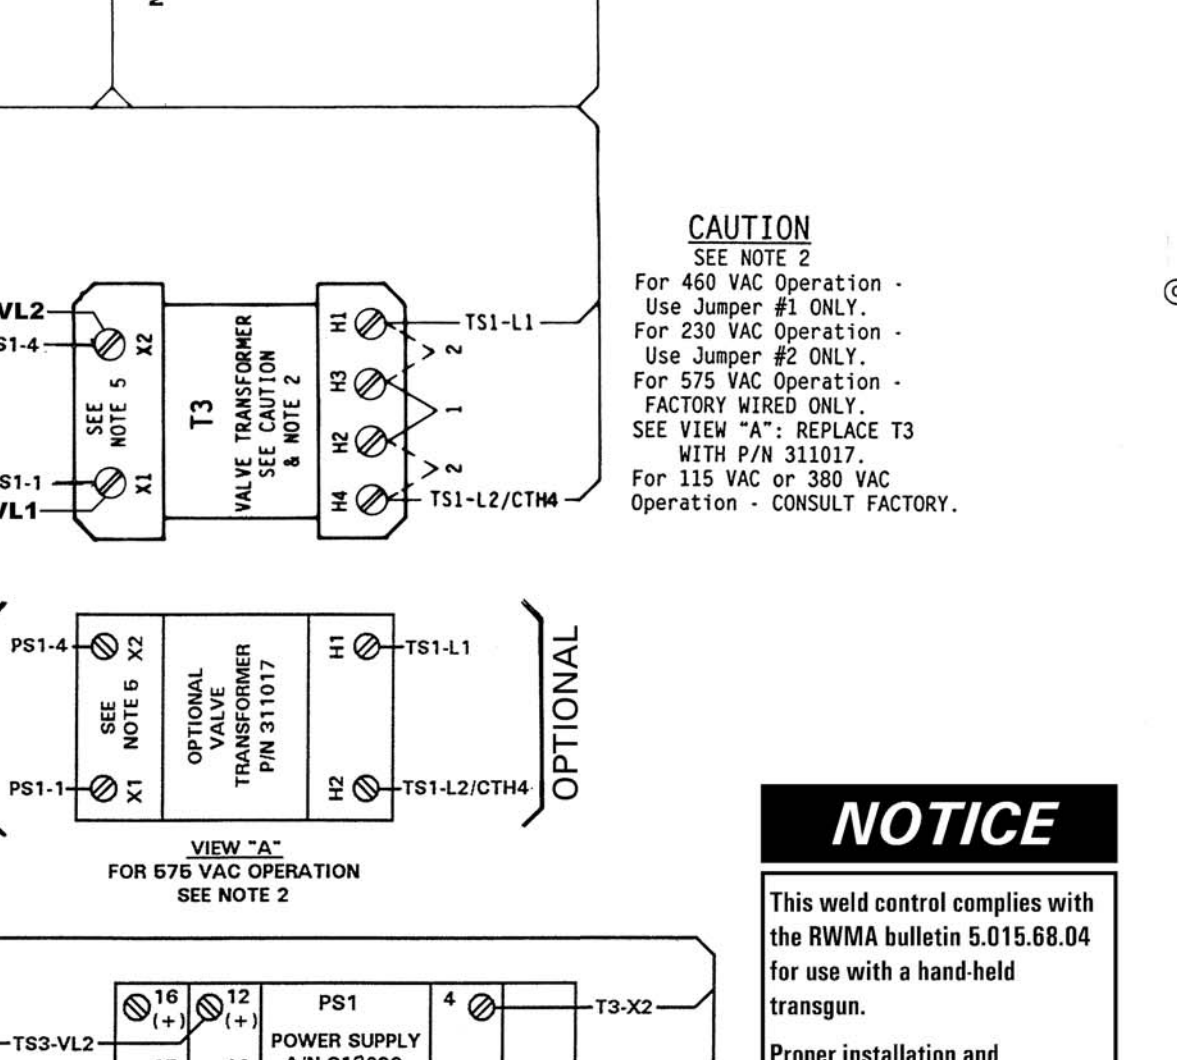 2
CAUTION
SEE NOTE 2
For 460 VAC Operation -
Use Jumper #1 ONLY.
For 230 VAC Operation -
Use Jumper #2 ONLY.
For 575 VAC Operation -
FACTORY WIRED ONLY.
SEE VIEW "A": REPLACE T3
WITH P/N 311017.
For 115 VAC or 380 VAC
Operation - CONSULT FACTORY.
VL2
S1-4
X2
SEE
NOTE 5
S1-1
VL1
X1
T3
VALVE TRANSFORMER
SEE CAUTION
& NOTE 2
H1
TS1-L1
2
H3
1
H2
2
H4
TS1-L2/CTH4
PS1-4
X2
SEE
NOTE 5
PS1-1
X1
OPTIONAL
VALVE
TRANSFORMER
P/N 311017
H1
TS1-L1
H2
TS1-L2/CTH4
OPTIONAL
VIEW "A"
FOR 575 VAC OPERATION
SEE NOTE 2
16
(+)
12
(+)
PS1
POWER SUPPLY
4
T3-X2
TS3-VL2
NOTICE
This weld control complies with
the RWMA bulletin 5.015.68.04
for use with a hand-held
transgun.
Proper installation and